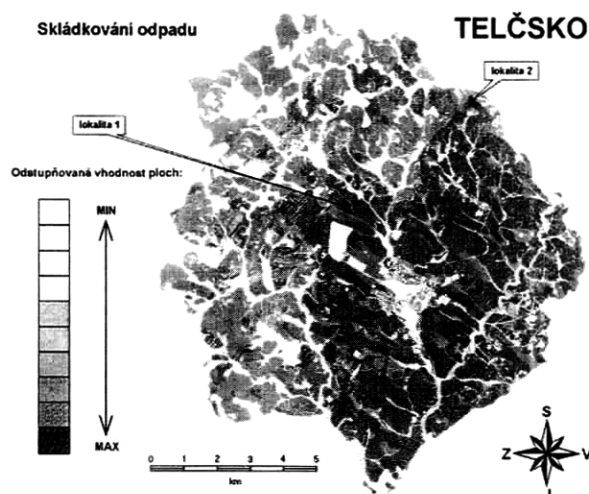 Skládkování odpadu
TELČSKO
lokalita 2
lokalita 1
Odstupňovaná vhodnost ploch:
MIN
MAX
0 1 2 3 4 5
km
S
Z V
J